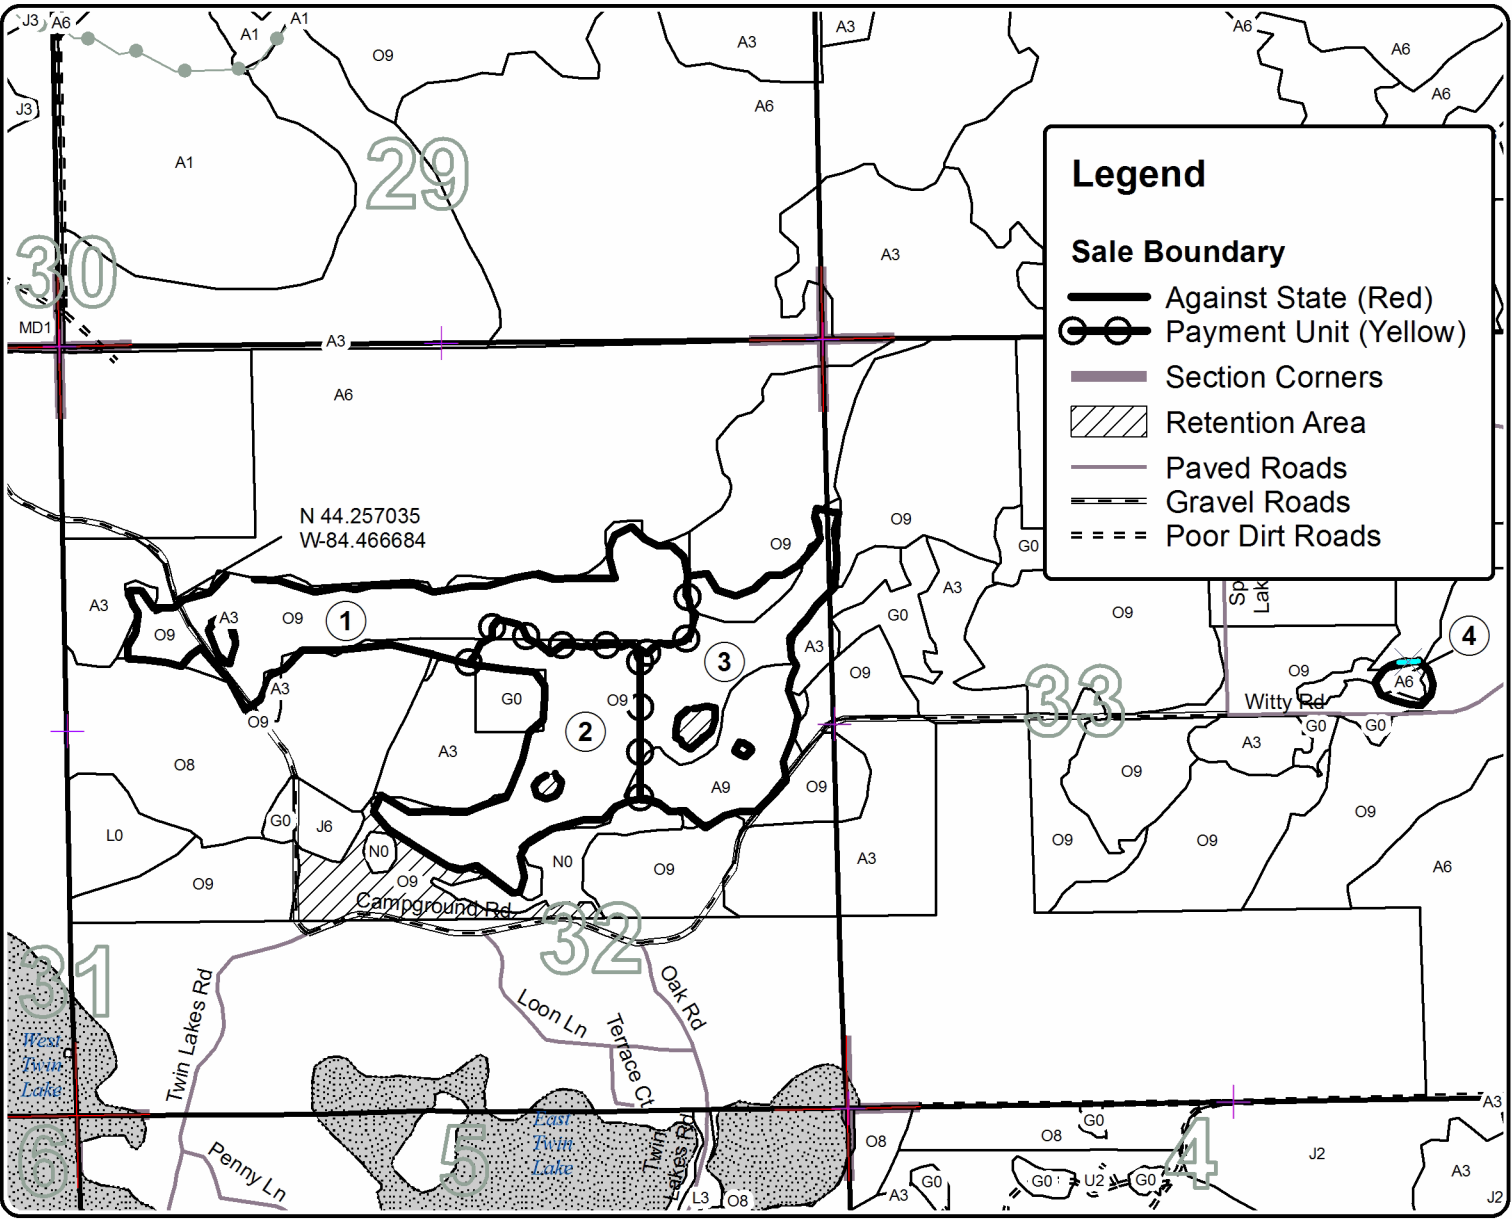 J3 A6 A1 A1 A3 A3 A6 A6
O9
A6
J3 A6
A1
29
A3
30
MD1
A3
A6
Legend
Sale Boundary
Against State (Red)
Payment Unit (Yellow)
Section Corners
Retention Area
Paved Roads
Gravel Roads
Poor Dirt Roads
N 44.257035
W-84.466684
O9
O9 G0
A3
A3
O9
A3
O9
1
G0
O9
Sp
Lak
4
A3
3
A3
O9
O9
A6
Witty Rd
G0
O9
O9
2
33
G0
G0
A3
O8
A3
A9
O9
O9
O9
L0
G0
J6
N0
N0
O9
A3
O9
O9
A6
O9
O9
Campground Rd
32
31
West
Twin
Lake
Twin Lakes Rd
Loon Ln
Oak Rd
Terrace Ct
A3
6
5
East
Twin
Lake
Twin
Lakes Rd
Penny Ln
L3
O8
O8
A3
G0
G0
O8
G0
U2
G0
4
J2
A3
J2